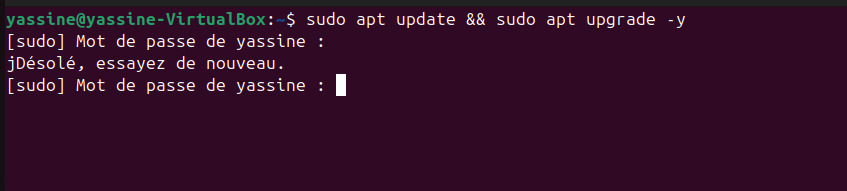 yassine@yassine-VirtualBox:~$ sudo apt update && sudo apt upgrade -y
[sudo] Mot de passe de yassine :
jDésolé, essayez de nouveau.
[sudo] Mot de passe de yassine :